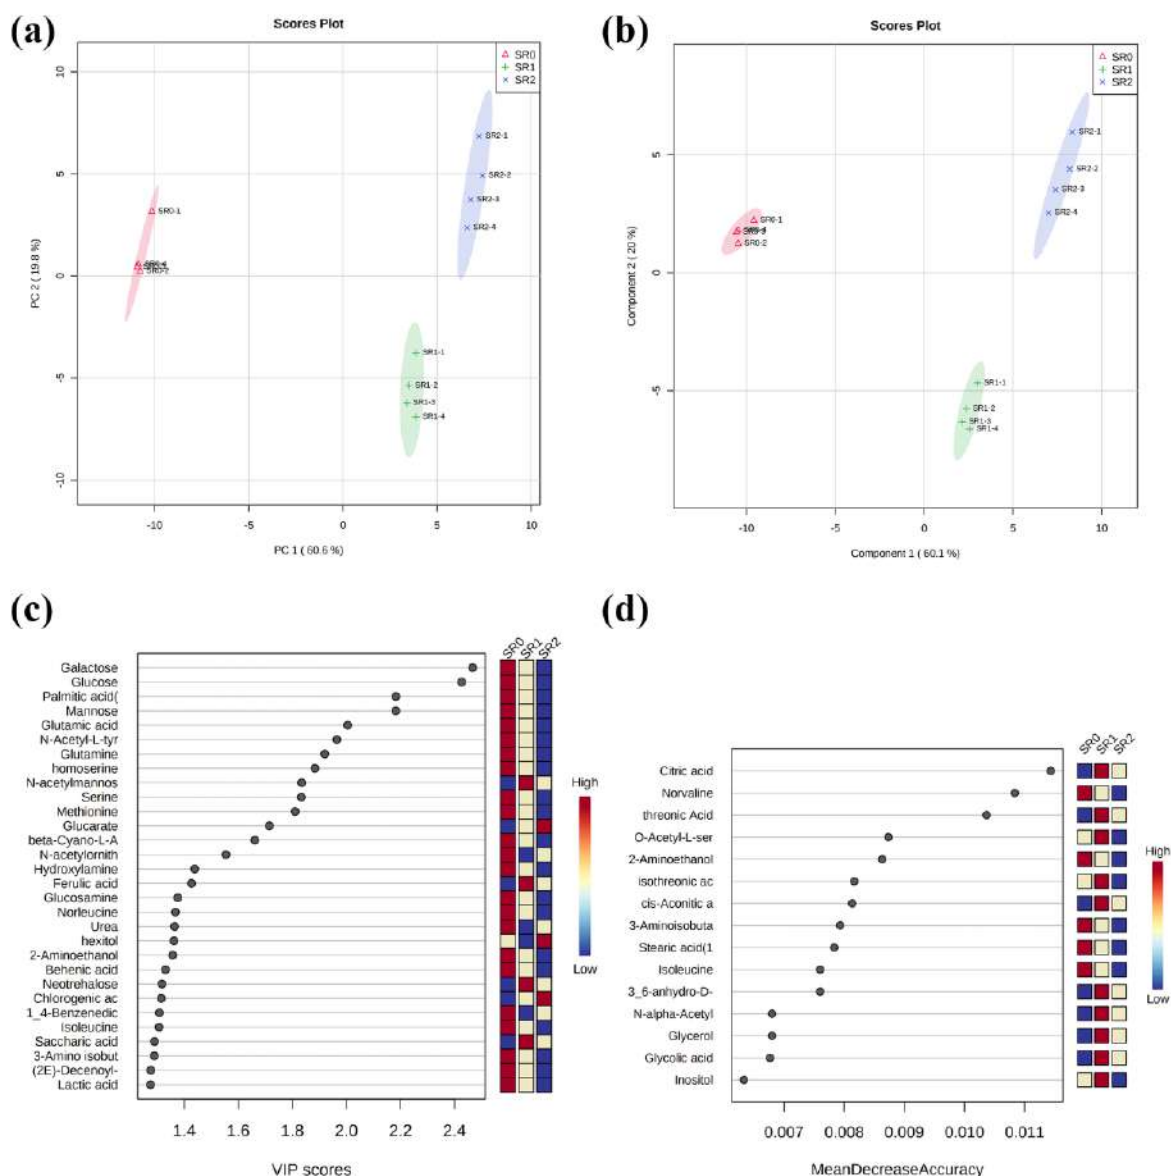 (a)
Scores Plot
SR0
SR1
SR2
SR2-1
SR2-2
SR2-3
SR2-4
SR0-1
SR0-2
SR1-1
SR1-2
SR1-3
SR1-4
PC 2 ( 19.8 %)
10
5
0
-5
-10
-10
-5
0
5
10
PC 1 ( 60.6 %)
(b)
Scores Plot
SR0
SR1
SR2
SR2-1
SR2-2
SR2-3
SR2-4
SR0-1
SR0-2
SR1-1
SR1-2
SR1-3
SR1-4
Component 2 ( 20 %)
5
0
-5
-10
-5
0
5
10
Component 1 ( 60.1 %)
(c)
SR0 SR1 SR2
Galactose
Glucose
Palmitic acid(
Mannose
Glutamic acid
N-Acetyl-L-tyr
Glutamine
homoserine
N-acetylmannos
Serine
Methionine
Glucarate
beta-Cyano-L-A
N-acetylornith
Hydroxylamine
Ferulic acid
Glucosamine
Norleucine
Urea
hexitol
2-Aminoethanol
Behenic acid
Neotrehalose
Chlorogenic ac
1_4-Benzenedic
Isoleucine
Saccharic acid
3-Amino isobut
(2E)-Decenoyl-
Lactic acid
High
Low
1.4 1.6 1.8 2.0 2.2 2.4
VIP scores
(d)
SR0 SR1 SR2
Citric acid
Norvaline
threonic Acid
O-Acetyl-L-ser
2-Aminoethanol
isothreonic ac
cis-Aconitic a
3-Aminoisobuta
Stearic acid(1
Isoleucine
3_6-anhydro-D-
N-alpha-Acetyl
Glycerol
Glycolic acid
Inositol
High
Low
0.007 0.008 0.009 0.010 0.011
MeanDecreaseAccuracy